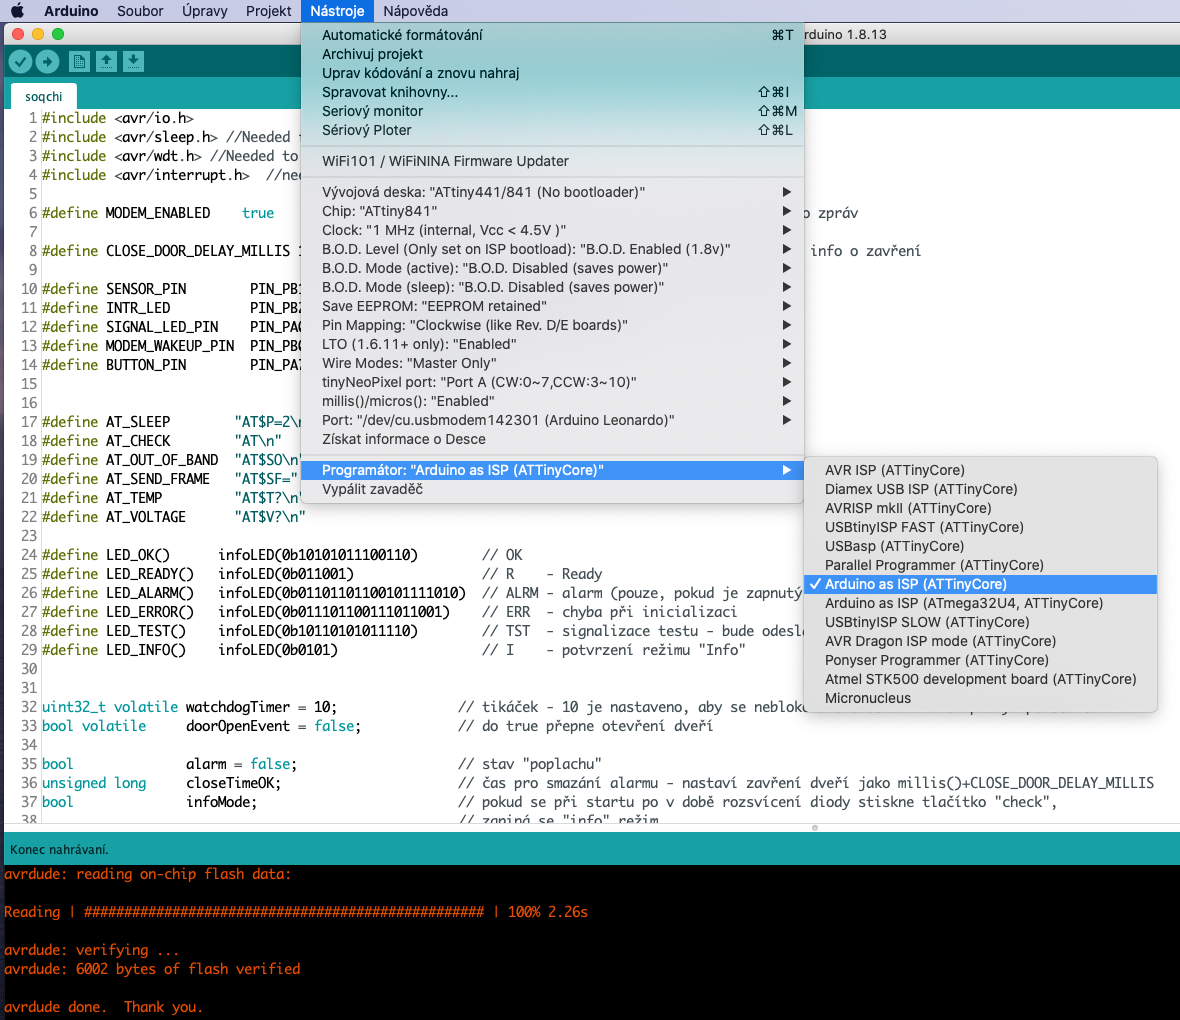 Arduino Soubor Úpravy Projekt Nástroje Nápověda
rduino 1.8.13
Automatické formátování ⌘T
Archivuj projekt
Uprav kódování a znovu nahraj
Spravovat knihovny... ⇧⌘I
Seriový monitor ⇧⌘M
Sériový Ploter ⇧⌘L
WiFi101 / WiFiNINA Firmware Updater
Vývojová deska: "ATtiny441/841 (No bootloader)"
Chip: "ATtiny841"
Clock: "1 MHz (internal, Vcc < 4.5V )"
B.O.D. Level (Only set on ISP bootload): "B.O.D. Enabled (1.8v)"
B.O.D. Mode (active): "B.O.D. Disabled (saves power)"
B.O.D. Mode (sleep): "B.O.D. Disabled (saves power)"
Save EEPROM: "EEPROM retained"
Pin Mapping: "Clockwise (like Rev. D/E boards)"
LTO (1.6.11+ only): "Enabled"
Wire Modes: "Master Only"
tinyNeoPixel port: "Port A (CW:0~7,CCW:3~10)"
millis()/micros(): "Enabled"
Port: "/dev/cu.usbmodem142301 (Arduino Leonardo)"
Získat informace o Desce
Programátor: "Arduino as ISP (ATTinyCore)"
Vypálit zavaděč
AVR ISP (ATTinyCore)
Diamex USB ISP (ATTinyCore)
AVRISP mkII (ATTinyCore)
USBtinyISP FAST (ATTinyCore)
USBasp (ATTinyCore)
Parallel Programmer (ATTinyCore)
✓ Arduino as ISP (ATTinyCore)
Arduino as ISP (ATmega32U4, ATTinyCore)
USBtinyISP SLOW (ATTinyCore)
AVR Dragon ISP mode (ATTinyCore)
Ponyser Programmer (ATTinyCore)
Atmel STK500 development board (ATTinyCore)
Micronucleus
soqchi
1 #include <avr/io.h>
2 #include <avr/sleep.h> //Needed
3 #include <avr/wdt.h> //Needed to
4 #include <avr/interrupt.h> //nee
5
6 #define MODEM_ENABLED true o zpráv
7
8 #define CLOSE_DOOR_DELAY_MILLIS info o zavření
9
10 #define SENSOR_PIN PIN_PB1
11 #define INTR_LED PIN_PB2
12 #define SIGNAL_LED_PIN PIN_PA0
13 #define MODEM_WAKEUP_PIN PIN_PB0
14 #define BUTTON_PIN PIN_PA7
15
16
17 #define AT_SLEEP "AT$P=2\n
18 #define AT_CHECK "AT\n"
19 #define AT_OUT_OF_BAND "AT$SO\n"
20 #define AT_SEND_FRAME "AT$SF="
21 #define AT_TEMP "AT$T?\n"
22 #define AT_VOLTAGE "AT$V?\n"
23
24 #define LED_OK() infoLED(0b10101011100110) // OK
25 #define LED_READY() infoLED(0b011001) // R - Ready
26 #define LED_ALARM() infoLED(0b01101101100101111010) // ALRM - alarm (pouze, pokud je zapnutý
27 #define LED_ERROR() infoLED(0b011101100111011001) // ERR - chyba při inicializaci
28 #define LED_TEST() infoLED(0b10110101011110) // TST - signalizace testu - bude odesl
29 #define LED_INFO() infoLED(0b0101) // I - potvrzení režimu "Info"
30
31
32 uint32_t volatile watchdogTimer = 10; // tikáček - 10 je nastaveno, aby se neblok
33 bool volatile doorOpenEvent = false; // do true přepne otevření dveří
34
35 bool alarm = false; // stav "poplachu"
36 unsigned long closeTimeOK; // čas pro smazání alarmu - nastaví zavření dveří jako millis()+CLOSE_DOOR_DELAY_MILLIS
37 bool infoMode; // pokud se při startu po v době rozsvícení diody stiskne tlačítko "check",
38 // zapíná se "info" režim
Konec nahrávaní.
avrdude: reading on-chip flash data:
Reading | ################################################## | 100% 2.26s
avrdude: verifying ...
avrdude: 6002 bytes of flash verified
avrdude done. Thank you.